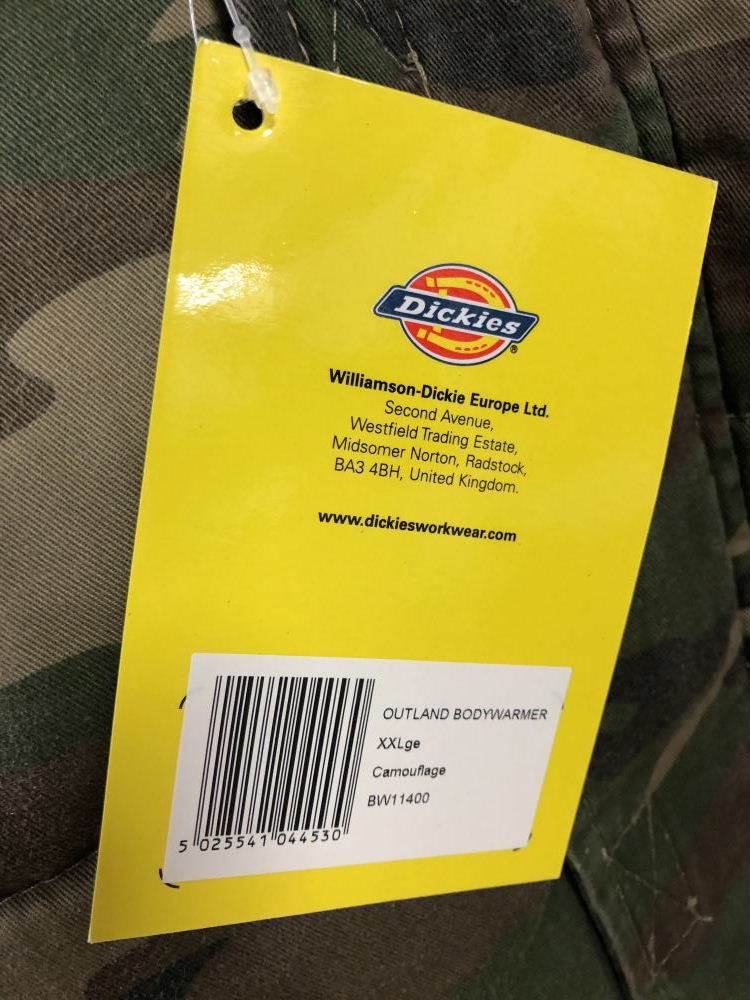 Dickies®
Williamson-Dickie Europe Ltd.
Second Avenue,
Westfield Trading Estate,
Midsomer Norton, Radstock,
BA3 4BH, United Kingdom.
www.dickiesworkwear.com
OUTLAND BODYWARMER
XXLge
Camouflage
BW11400
5 025541 044530